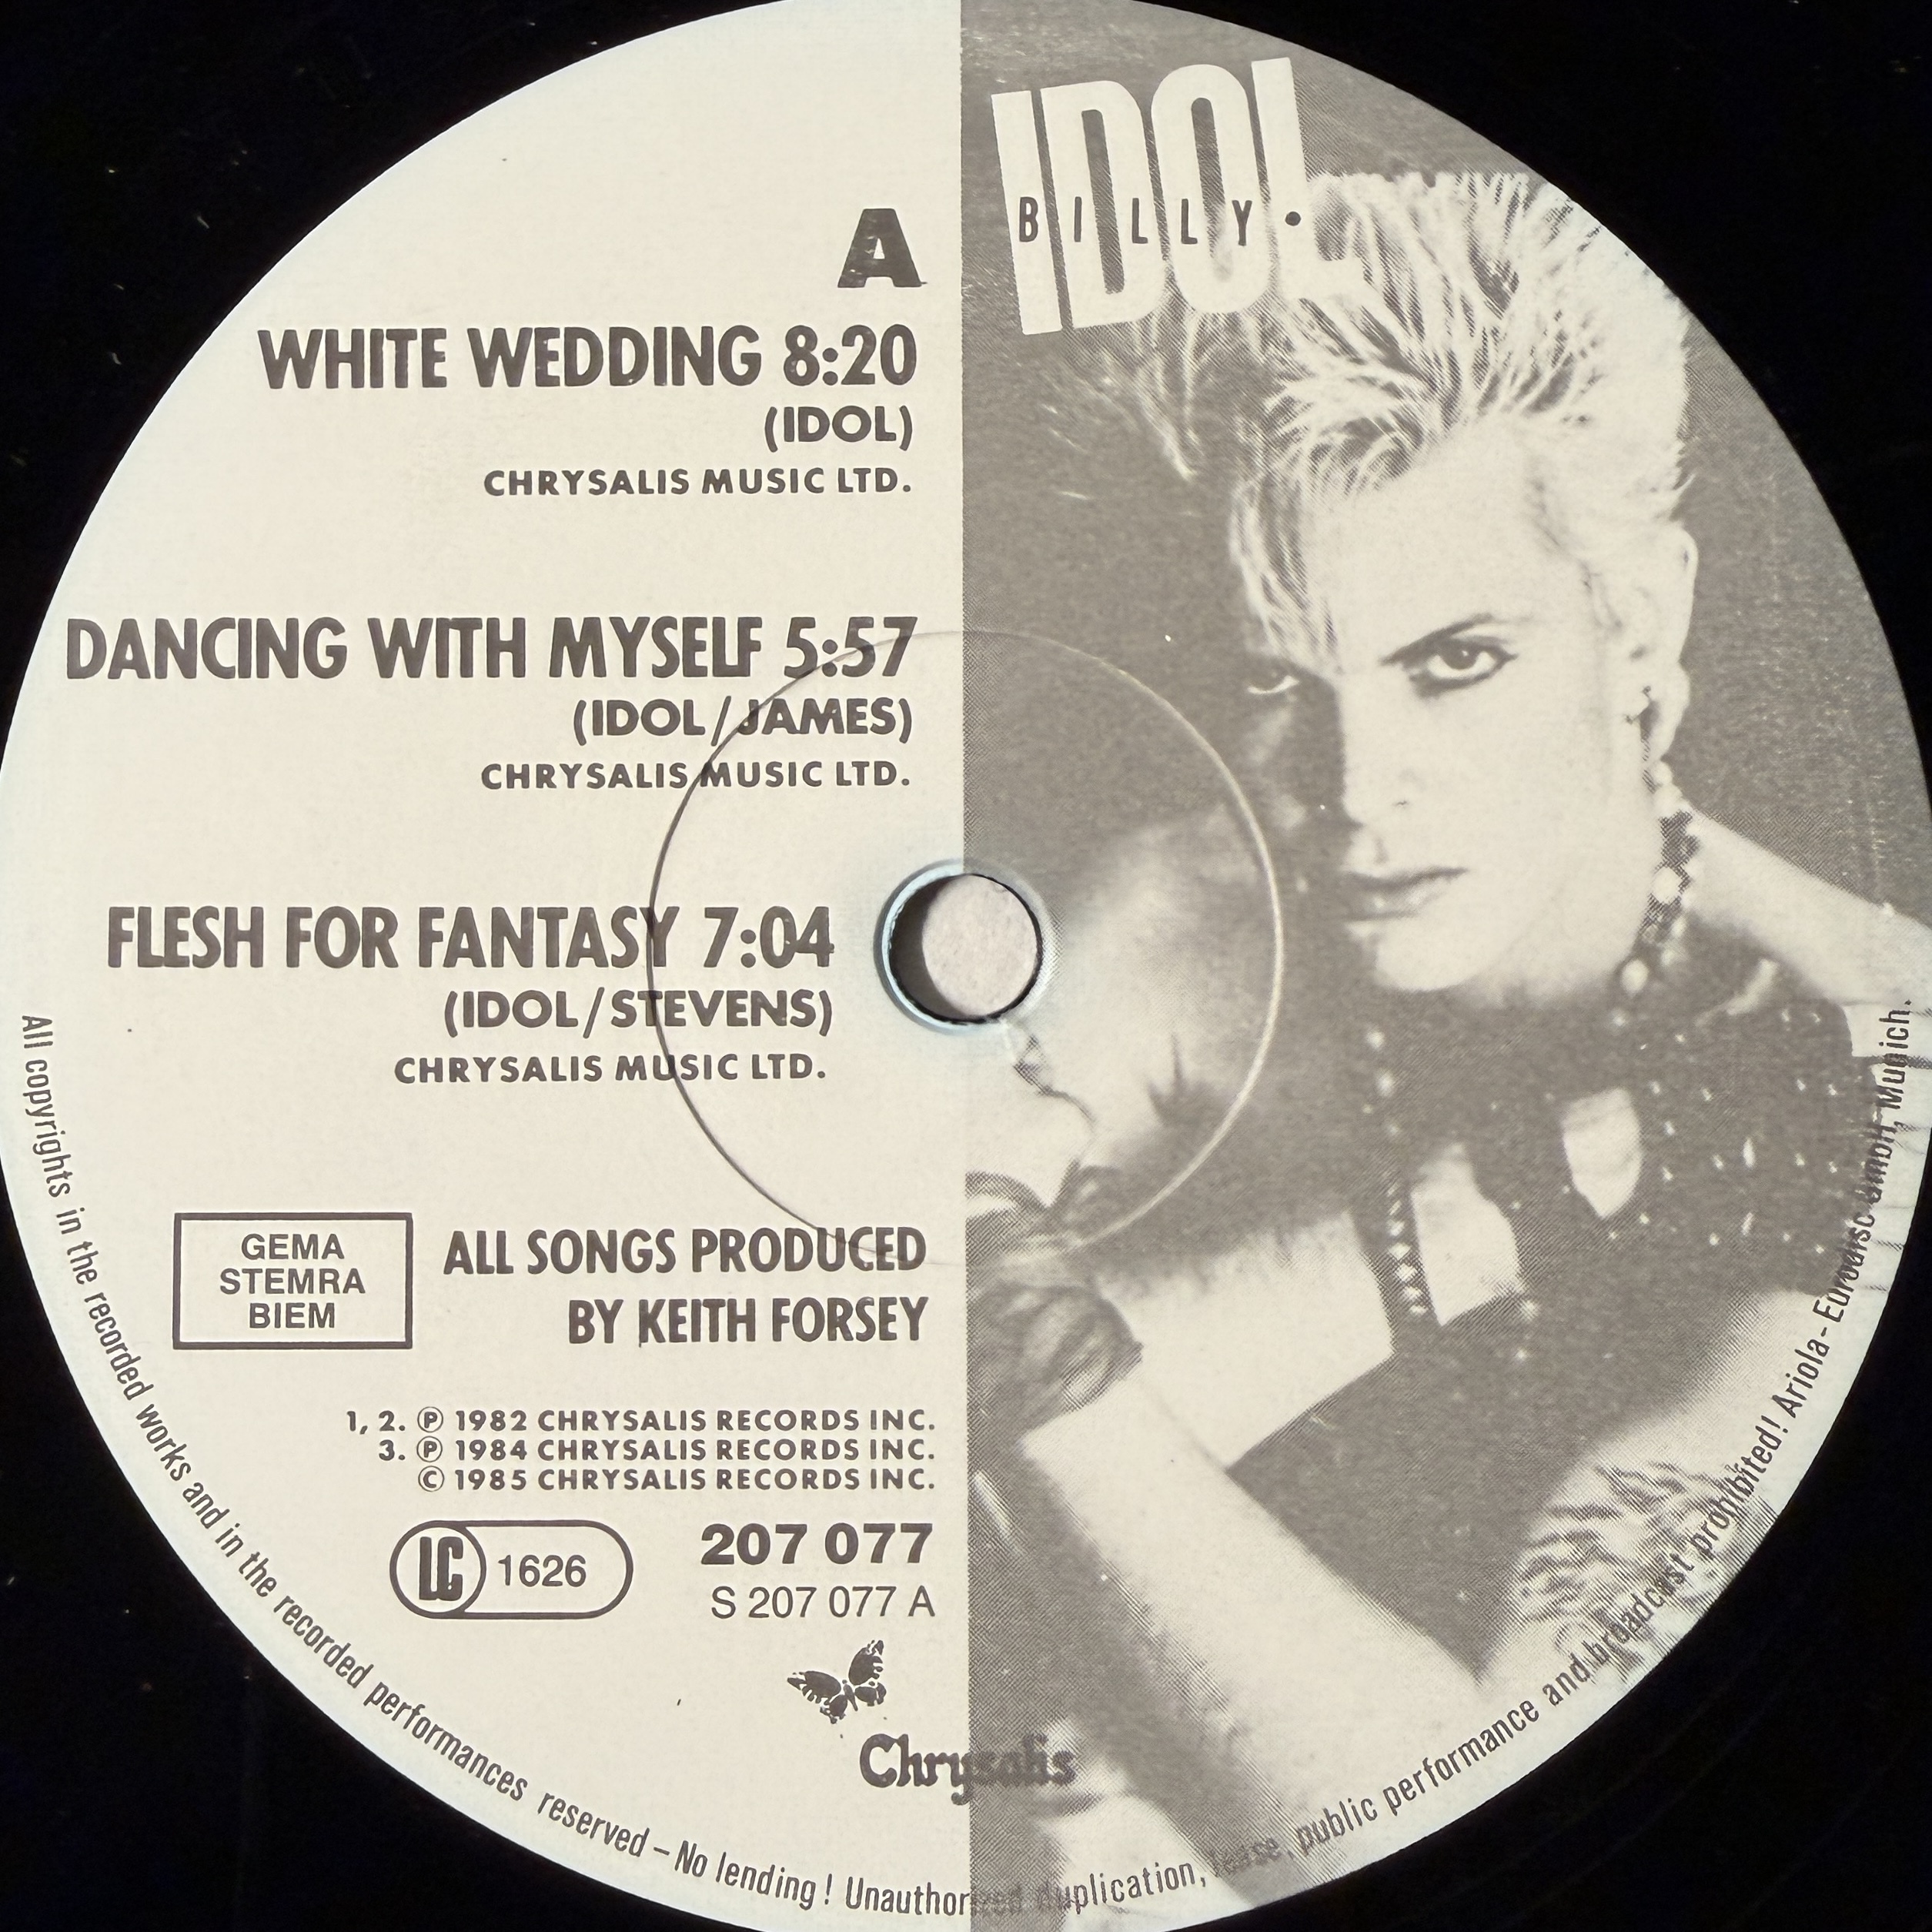 IDOL
BILLY •
A
WHITE WEDDING 8:20
(IDOL)
CHRYSALIS MUSIC LTD.
DANCING WITH MYSELF 5:57
(IDOL/JAMES)
CHRYSALIS MUSIC LTD.
FLESH FOR FANTASY 7:04
(IDOL/STEVENS)
CHRYSALIS MUSIC LTD.
GEMA
STEMRA
BIEM
ALL SONGS PRODUCED
BY KEITH FORSEY
1, 2. ℗ 1982 CHRYSALIS RECORDS INC.
3. ℗ 1984 CHRYSALIS RECORDS INC.
© 1985 CHRYSALIS RECORDS INC.
LC 1626
207 077
S 207 077 A
Chrysalis
All copyrights in the recorded works and in the recorded performances reserved – No lending! Unauthorized duplication, lease, public performance and broadcast prohibited! Ariola-Eurodisc GmbH, Munich.